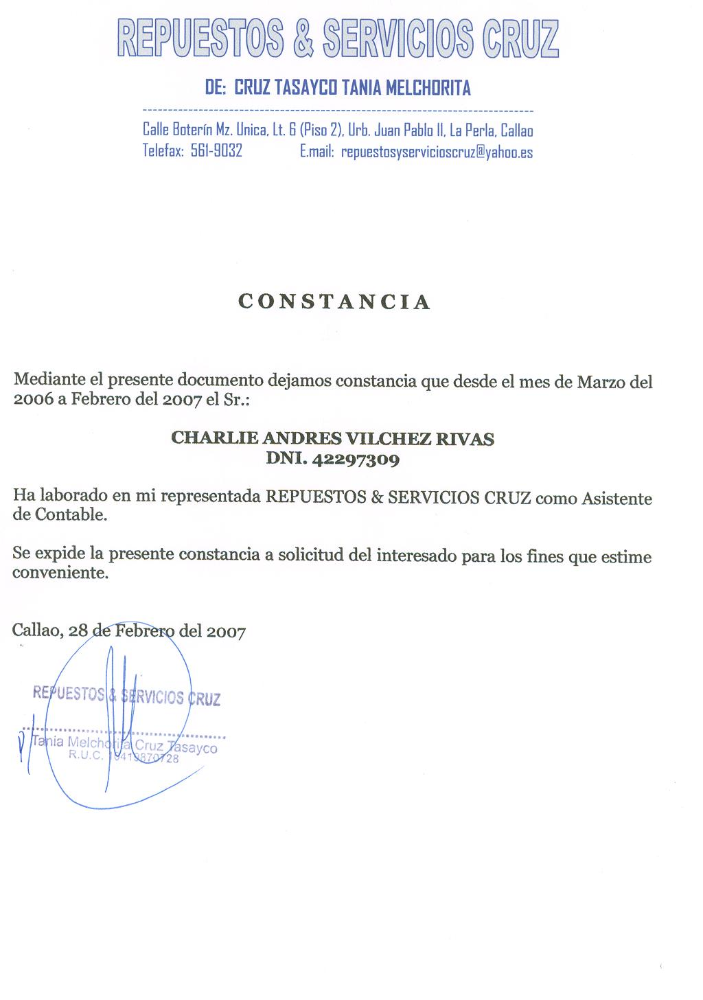 REPUESTOS & SERVICIOS CRUZ
DE: CRUZ TASAYCO TANIA MELCHORITA
Calle Boterín Mz. Unica, Lt. 6 (Piso 2), Urb. Juan Pablo II, La Perla, Callao
Telefax: 561-9032 E.mail: repuestosyservicioscruz@yahoo.es
CONSTANCIA
Mediante el presente documento dejamos constancia que desde el mes de Marzo del
2006 a Febrero del 2007 el Sr.:
CHARLIE ANDRES VILCHEZ RIVAS
DNI. 42297309
Ha laborado en mi representada REPUESTOS & SERVICIOS CRUZ como Asistente
de Contable.
Se expide la presente constancia a solicitud del interesado para los fines que estime
conveniente.
Callao, 28 de Febrero del 2007
REPUESTOS & SERVICIOS CRUZ
Tania Melchorita Cruz Tasayco
R.U.C.